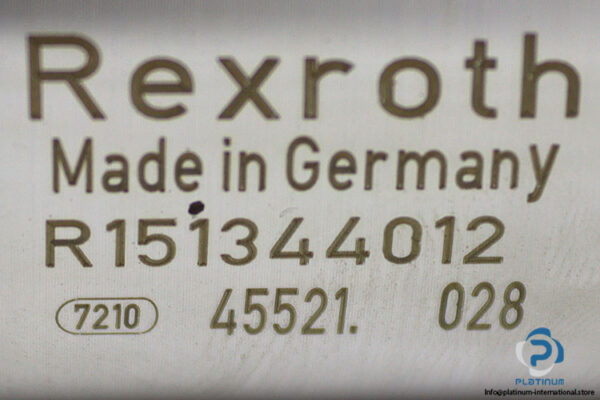 Rexroth
Made in Germany
R151344012
7210 45521. 028
PLATINUM
Info@platinum-international.store